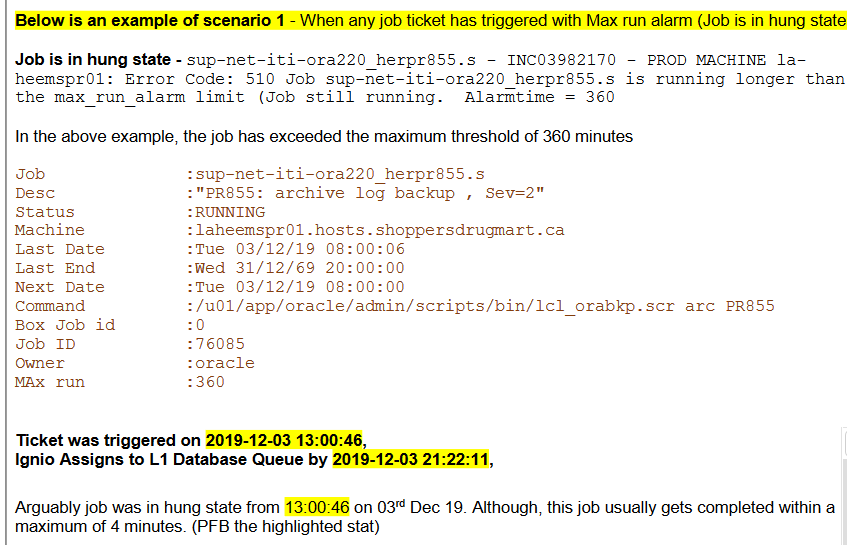 Below is an example of scenario 1 - When any job ticket has triggered with Max run alarm (Job is in hung state
Job is in hung state - sup-net-iti-ora220_herpr855.s - INC03982170 - PROD MACHINE la-
heemspr01: Error Code: 510 Job sup-net-iti-ora220_herpr855.s is running longer than
the max_run_alarm limit (Job still running.  Alarmtime = 360
In the above example, the job has exceeded the maximum threshold of 360 minutes
Job :sup-net-iti-ora220_herpr855.s
Desc :"PR855: archive log backup , Sev=2"
Status :RUNNING
Machine :laheemspr01.hosts.shoppersdrugmart.ca
Last Date :Tue 03/12/19 08:00:06
Last End :Wed 31/12/69 20:00:00
Next Date :Tue 03/12/19 08:00:00
Command :/u01/app/oracle/admin/scripts/bin/lcl_orabkp.scr arc PR855
Box Job id :0
Job ID :76085
Owner :oracle
MAx run :360
Ticket was triggered on 2019-12-03 13:00:46,
Ignio Assigns to L1 Database Queue by 2019-12-03 21:22:11,
Arguably job was in hung state from 13:00:46 on 03rd Dec 19. Although, this job usually gets completed within a
maximum of 4 minutes. (PFB the highlighted stat)